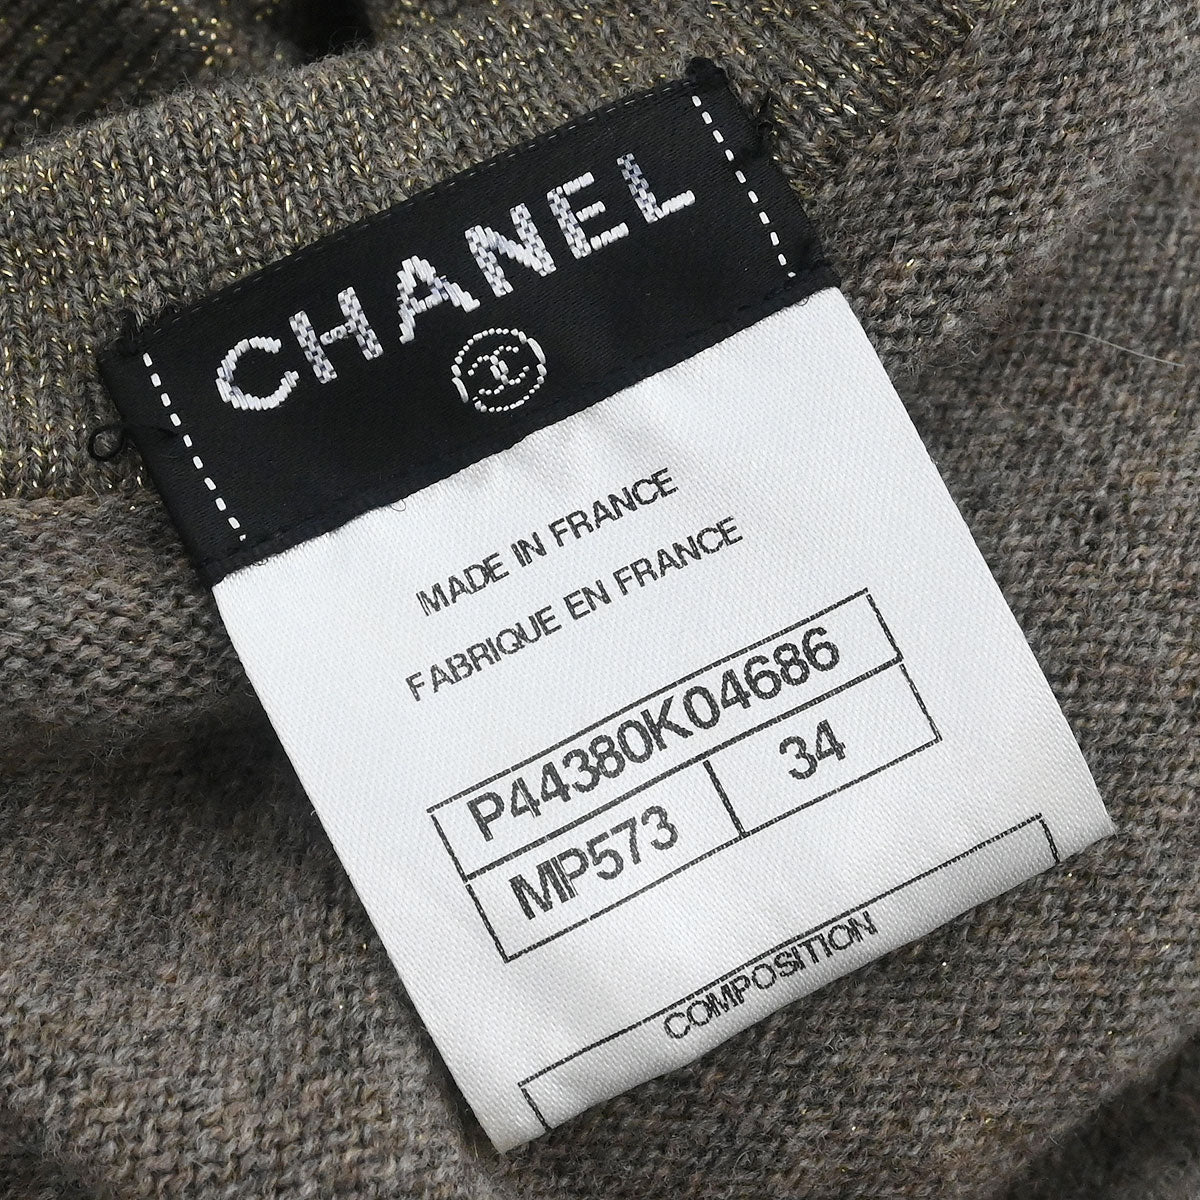 CHANEL
MADE IN FRANCE
FABRIQUE EN FRANCE
P44380K04686
MP573 34
COMPOSITION